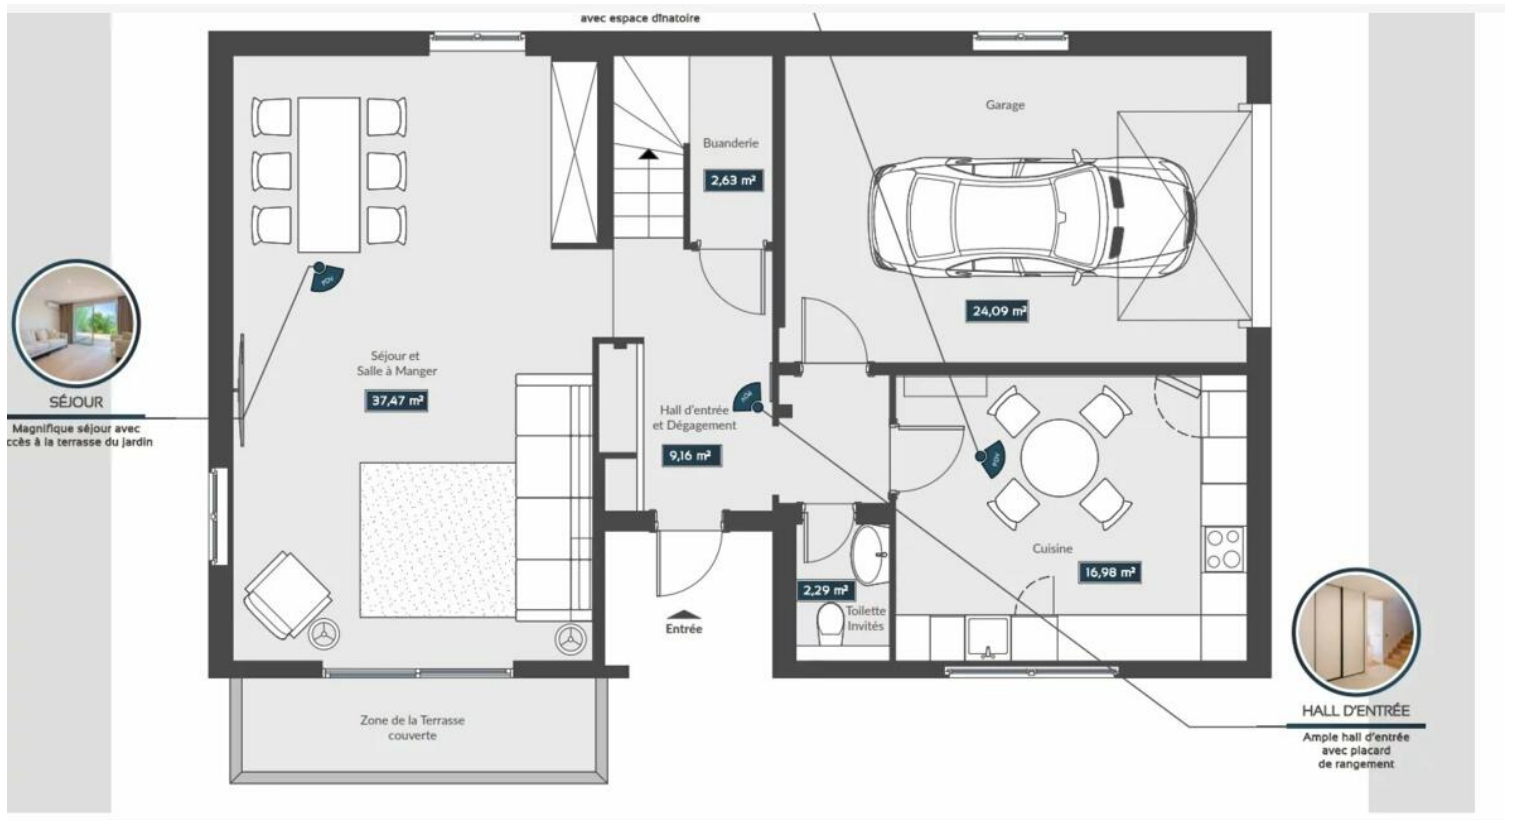 avec espace dînatoire
Garage
Buanderie
2,63 m²
24,09 m²
PDV
SÉJOUR
Magnifique séjour avec
ccès à la terrasse du jardin
Séjour et
Salle à Manger
37,47 m²
PDV
Hall d'entrée
et Dégagement
9,16 m²
PDV
Cuisine
16,98 m²
2,29 m²
Toilette
Invités
Entrée
HALL D'ENTRÉE
Ample hall d'entrée
avec placard
de rangement
Zone de la Terrasse
couverte